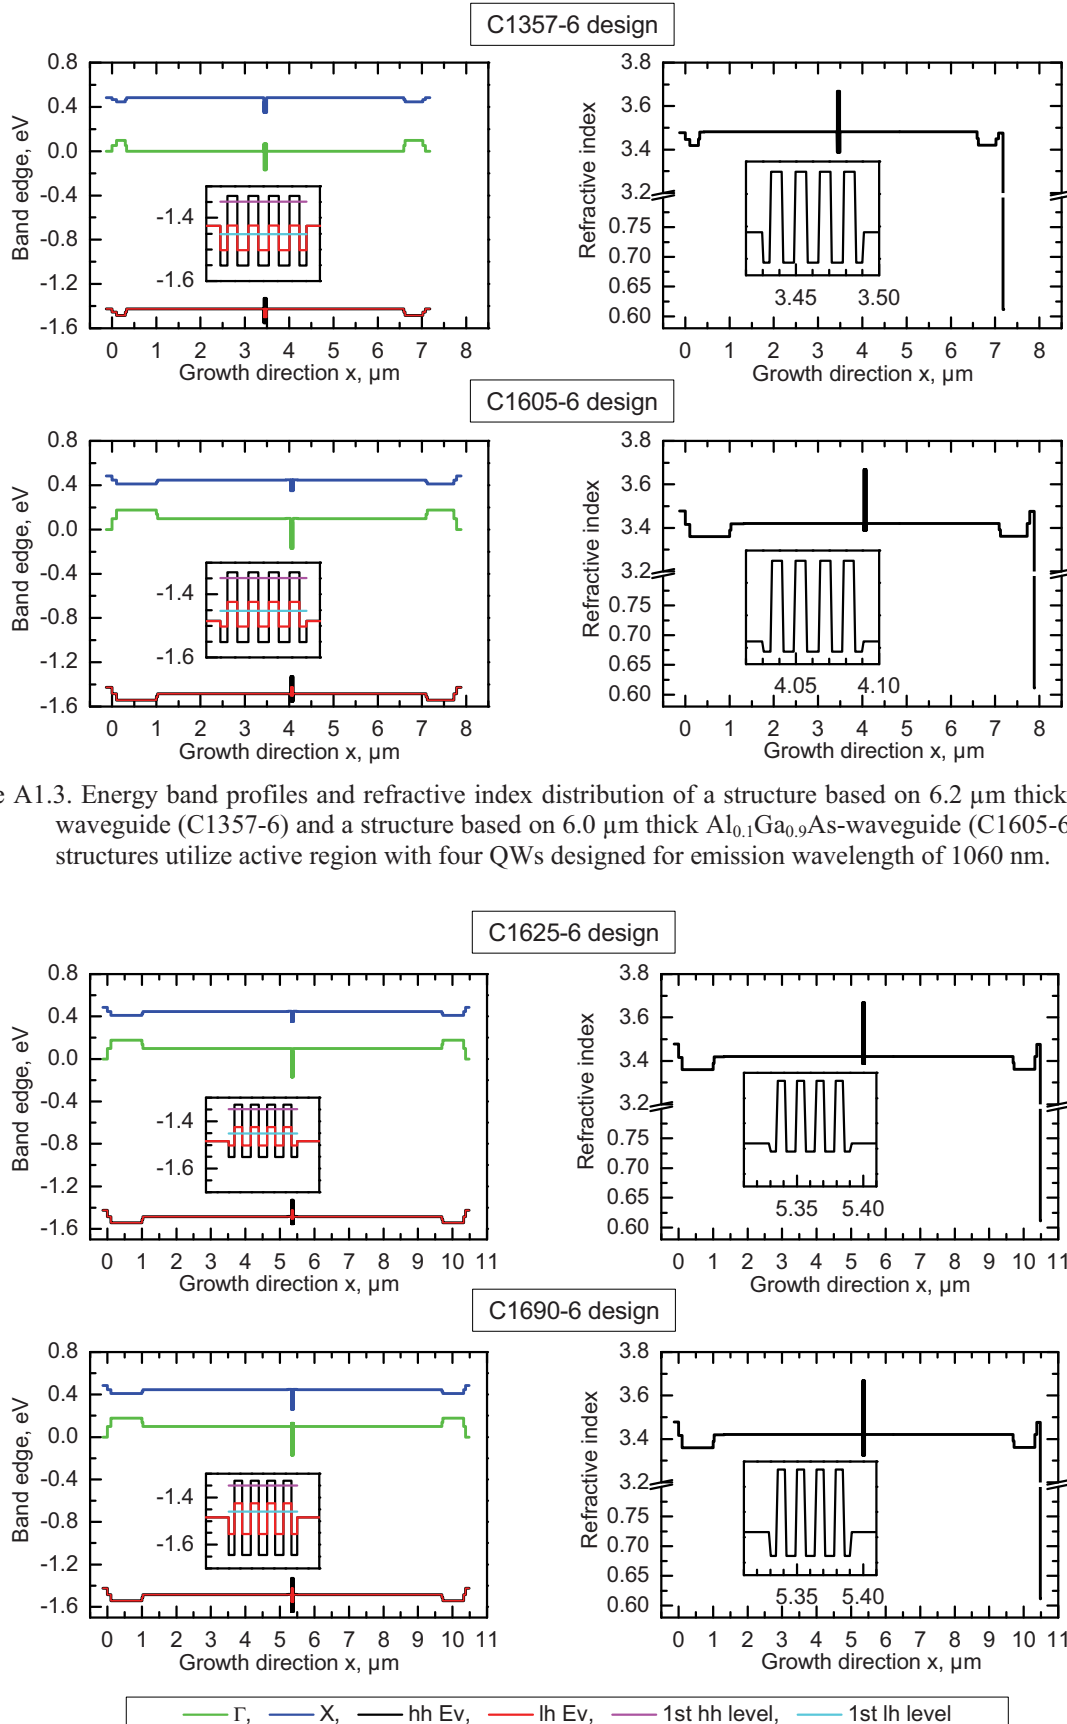 C1357-6 design
0.8
0.4
0.0
-0.4
-0.8
-1.2
-1.6
Band edge, eV
-1.4
-1.6
0 1 2 3 4 5 6 7 8
Growth direction x, µm
3.8
3.6
3.4
3.2
0.75
0.70
0.65
0.60
Refractive index
3.45 3.50
0 1 2 3 4 5 6 7 8
Growth direction x, µm
C1605-6 design
0.8
0.4
0.0
-0.4
-0.8
-1.2
-1.6
Band edge, eV
-1.4
-1.6
0 1 2 3 4 5 6 7 8
Growth direction x, µm
3.8
3.6
3.4
3.2
0.75
0.70
0.65
0.60
Refractive index
4.05 4.10
0 1 2 3 4 5 6 7 8
Growth direction x, µm
e A1.3. Energy band profiles and refractive index distribution of a structure based on 6.2 µm thick
waveguide (C1357-6) and a structure based on 6.0 µm thick Al0.1Ga0.9As-waveguide (C1605-6
structures utilize active region with four QWs designed for emission wavelength of 1060 nm.
C1625-6 design
0.8
0.4
0.0
-0.4
-0.8
-1.2
-1.6
Band edge, eV
-1.4
-1.6
0 1 2 3 4 5 6 7 8 9 10 11
Growth direction x, µm
3.8
3.6
3.4
3.2
0.75
0.70
0.65
0.60
Refractive index
5.35 5.40
0 1 2 3 4 5 6 7 8 9 10 11
Growth direction x, µm
C1690-6 design
0.8
0.4
0.0
-0.4
-0.8
-1.2
-1.6
Band edge, eV
-1.4
-1.6
0 1 2 3 4 5 6 7 8 9 10 11
Growth direction x, µm
3.8
3.6
3.4
3.2
0.75
0.70
0.65
0.60
Refractive index
5.35 5.40
0 1 2 3 4 5 6 7 8 9 10 11
Growth direction x, µm
Γ, X, hh Ev, lh Ev, 1st hh level, 1st lh level